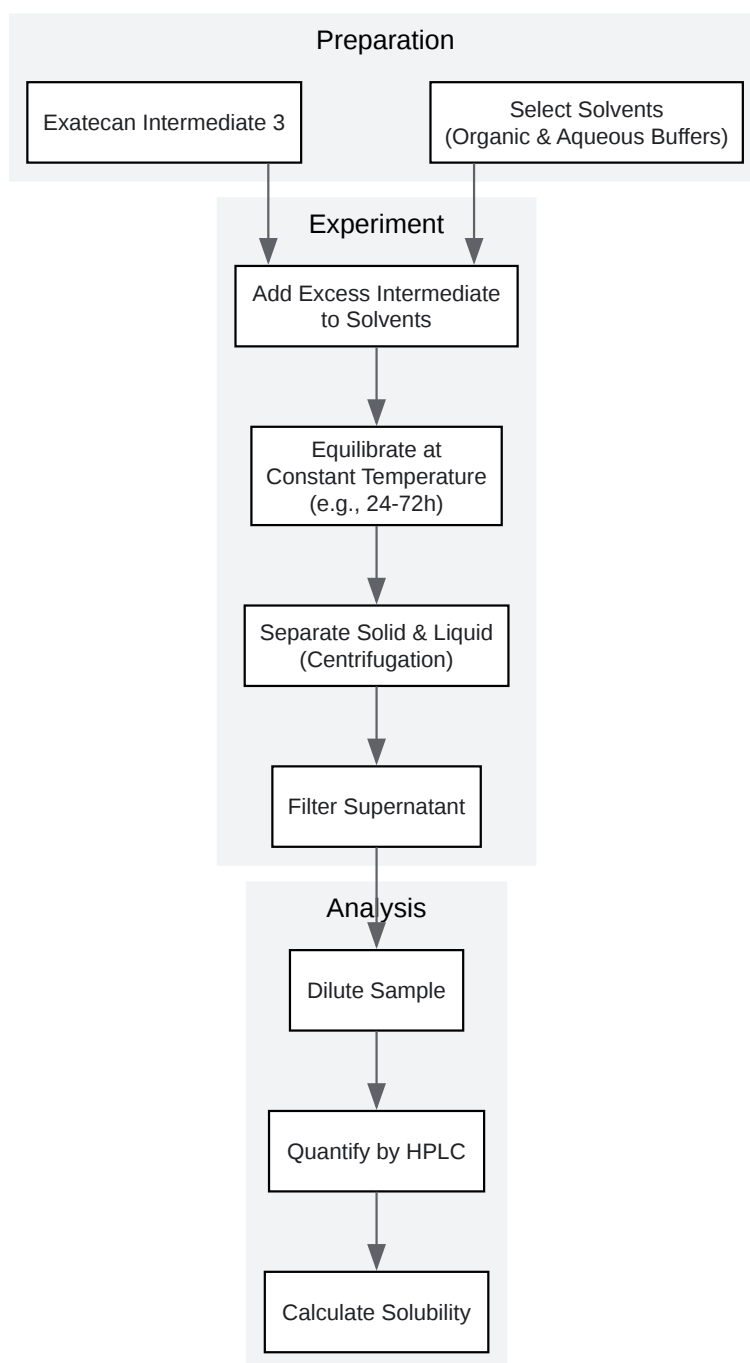 Preparation
Exatecan Intermediate 3
Select Solvents
(Organic & Aqueous Buffers)
Experiment
Add Excess Intermediate
to Solvents
Equilibrate at
Constant Temperature
(e.g., 24-72h)
Separate Solid & Liquid
(Centrifugation)
Filter Supernatant
Analysis
Dilute Sample
Quantify by HPLC
Calculate Solubility